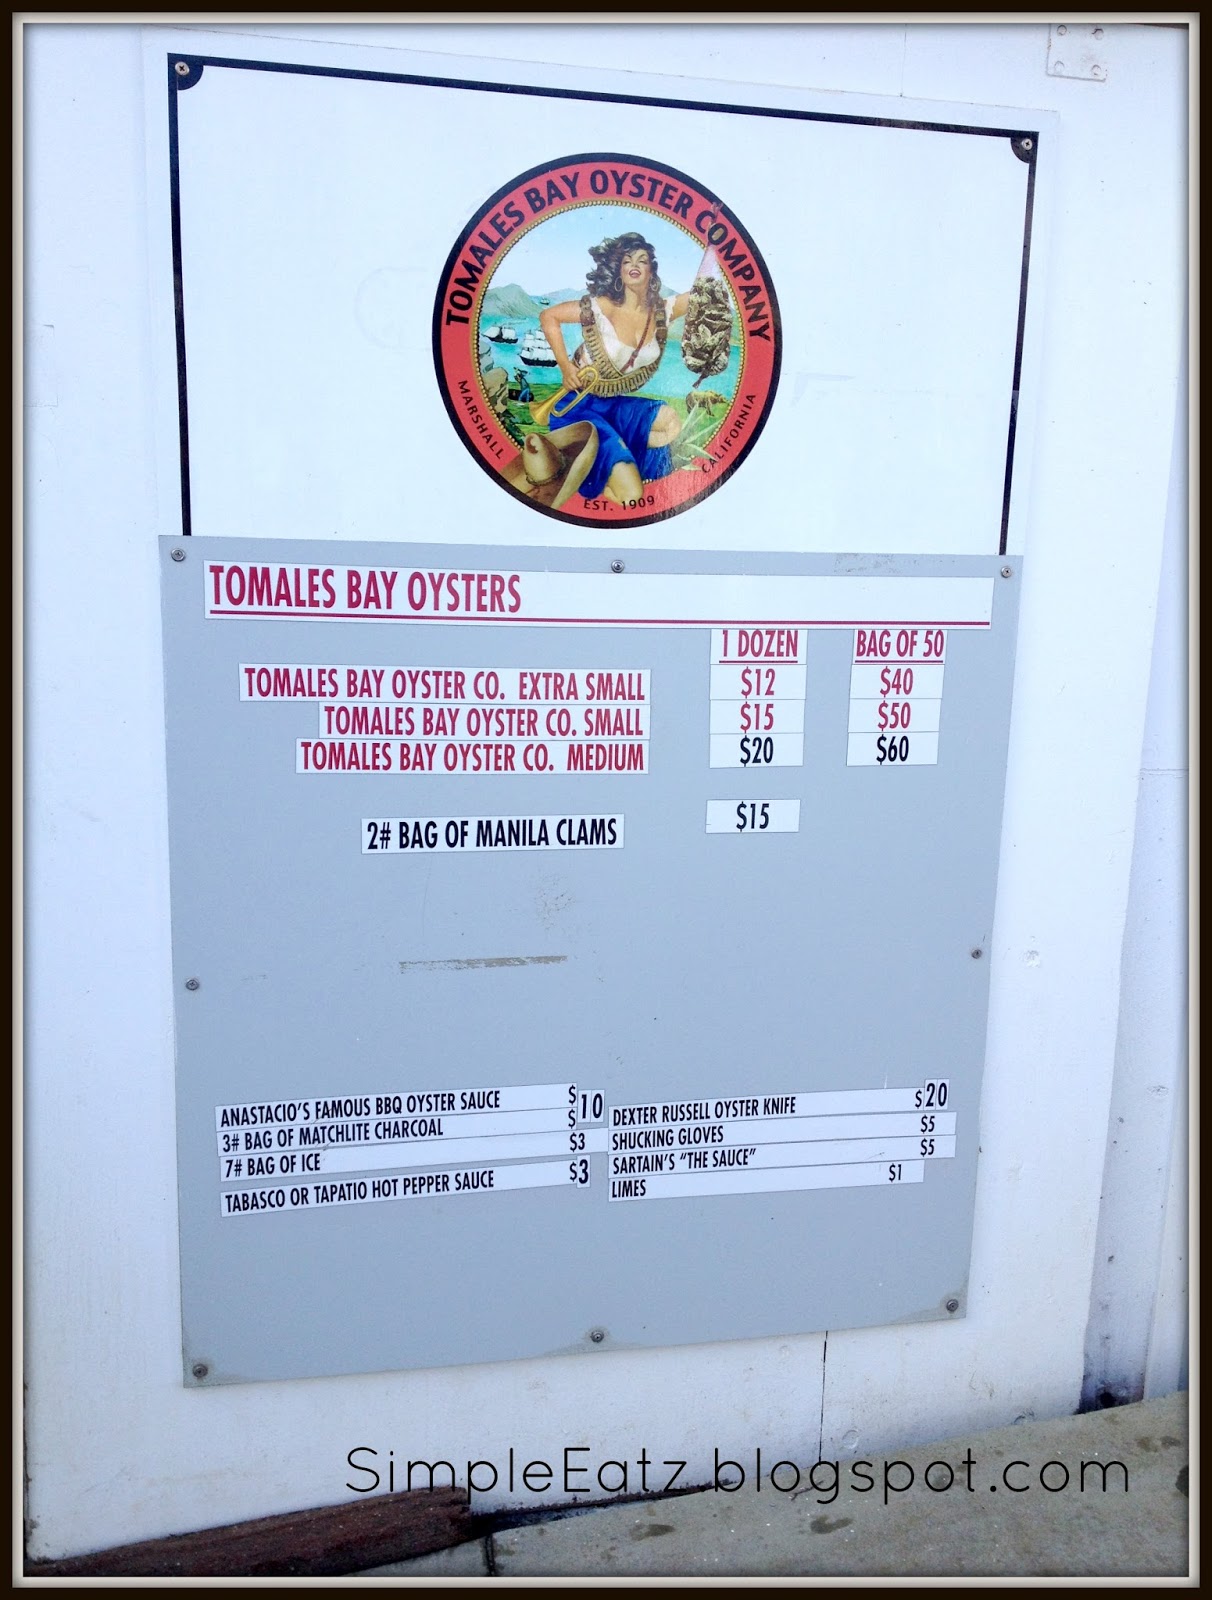 TOMALES BAY OYSTER COMPANY
MARSHALL
CALIFORNIA
EST. 1909
TOMALES BAY OYSTERS
1 DOZEN BAG OF 50
TOMALES BAY OYSTER CO. EXTRA SMALL $12 $40
TOMALES BAY OYSTER CO. SMALL $15 $50
TOMALES BAY OYSTER CO. MEDIUM $20 $60
2# BAG OF MANILA CLAMS $15
ANASTACIO'S FAMOUS BBQ OYSTER SAUCE $10
3# BAG OF MATCHLITE CHARCOAL $
7# BAG OF ICE $3
TABASCO OR TAPATIO HOT PEPPER SAUCE $3
DEXTER RUSSELL OYSTER KNIFE $20
SHUCKING GLOVES $5
SARTAIN'S "THE SAUCE" $5
LIMES $1
SimpleEatz.blogspot.com